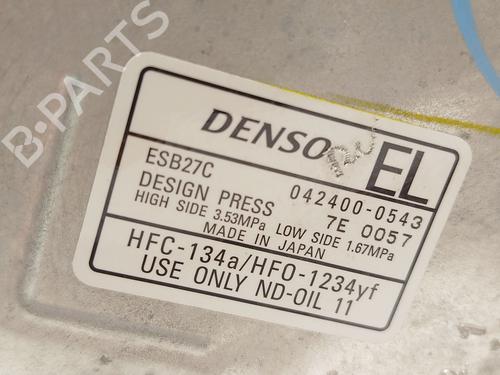 B-PARTS
DENSO
EL
ESB27C 042400-0543
DESIGN PRESS 7E 0057
HIGH SIDE 3.53MPa LOW SIDE 1.67MPa
MADE IN JAPAN
HFC-134a/HFO-1234yf
USE ONLY ND-OIL 11